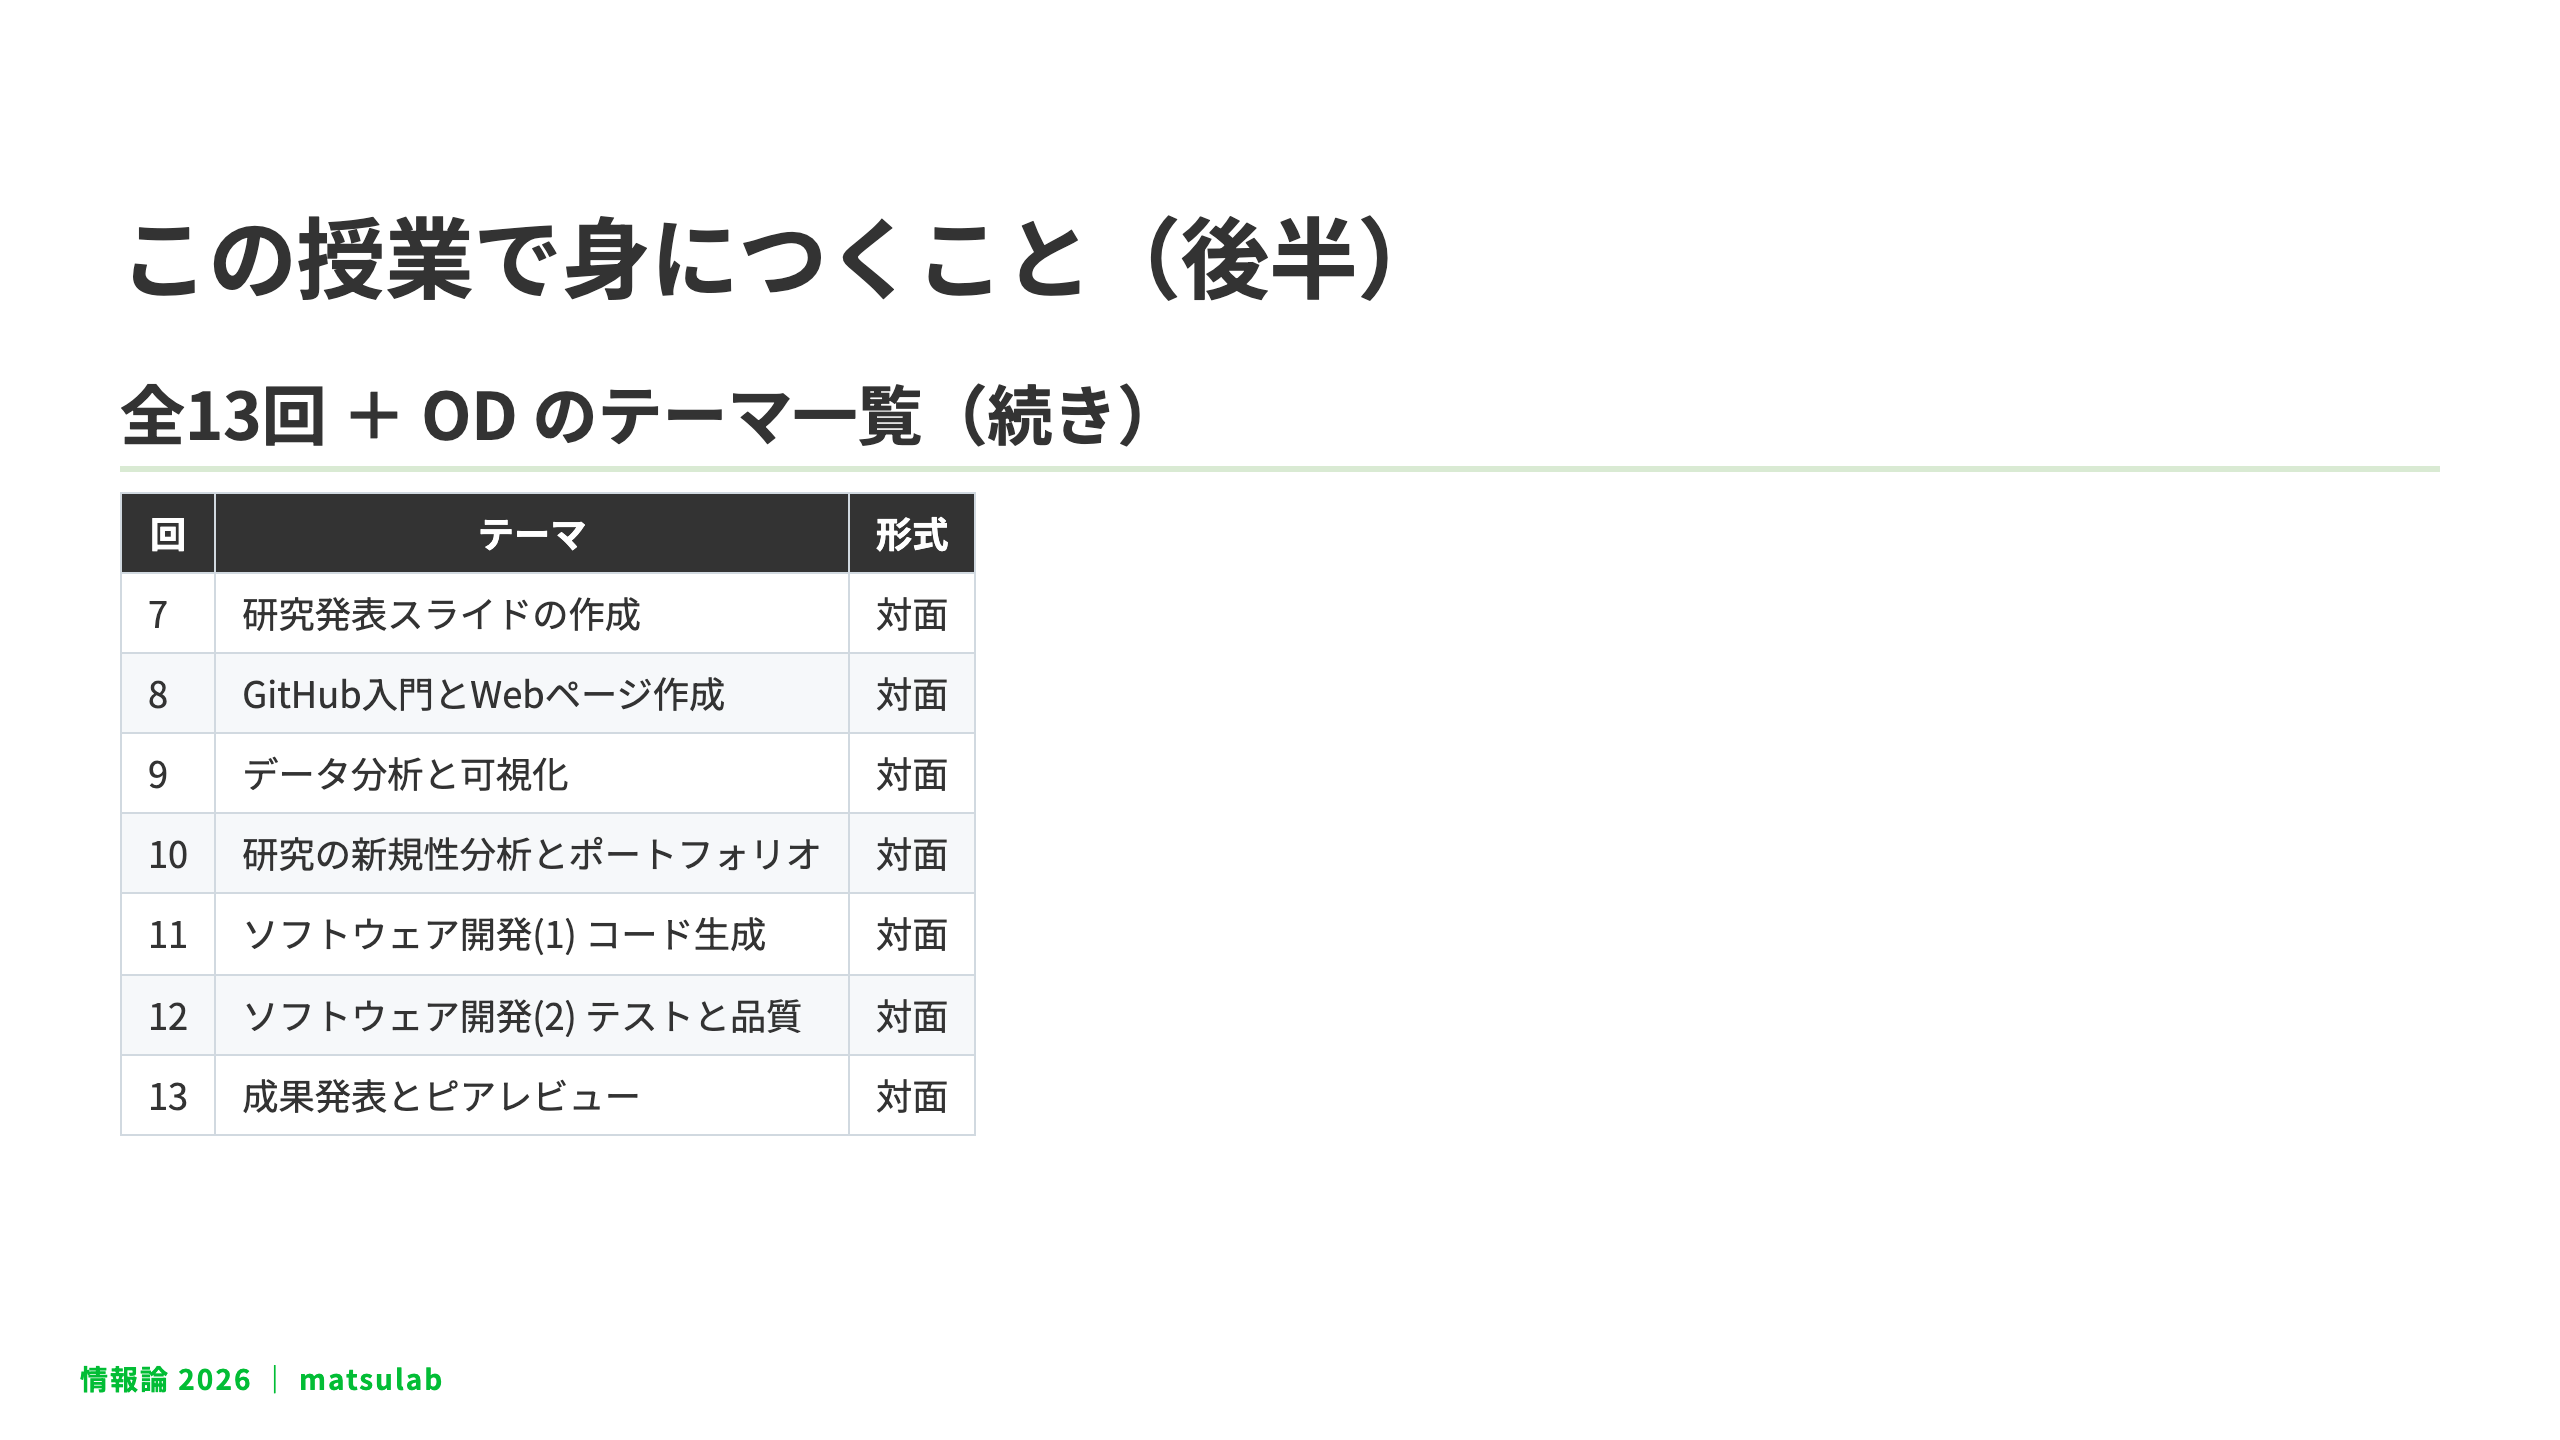 この授業で身につくこと（後半）
全13回 ＋ OD のテーマ一覧（続き）
回 テーマ 形式
7 研究発表スライドの作成 対面
8 GitHub入門とWebページ作成 対面
9 データ分析と可視化 対面
10 研究の新規性分析とポートフォリオ 対面
11 ソフトウェア開発(1) コード生成 対面
12 ソフトウェア開発(2) テストと品質 対面
13 成果発表とピアレビュー 対面
情報論 2026 ｜ matsulab